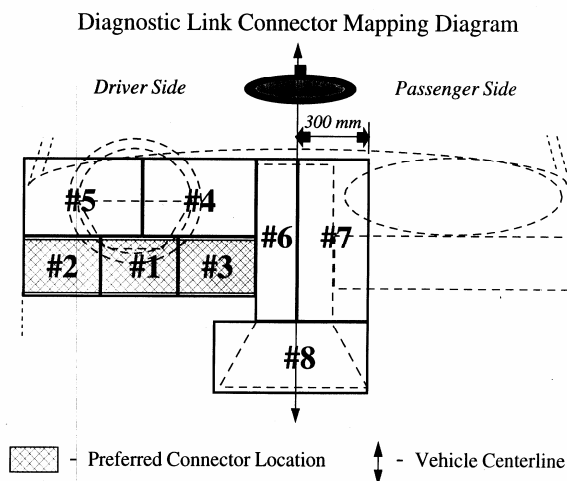 Diagnostic Link Connector Mapping Diagram
Driver Side
Passenger Side
300 mm
#5
#4
#6
#7
#2
#1
#3
#8
- Preferred Connector Location
- Vehicle Centerline